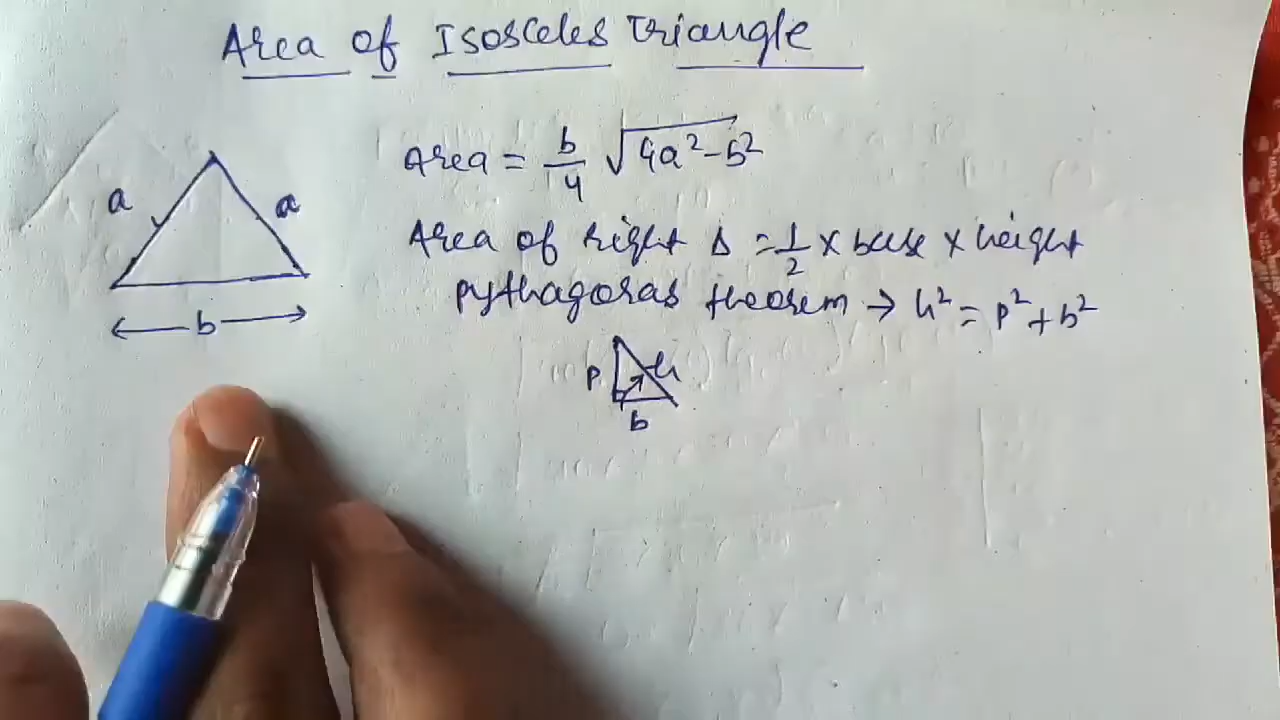 Area of Isosceles Triangle
Area = b/4 √4a²-b²
a
a
Area of right Δ = 1/2 × base × height
pythagoras theorem → h² = p² + b²
b
p
h
b